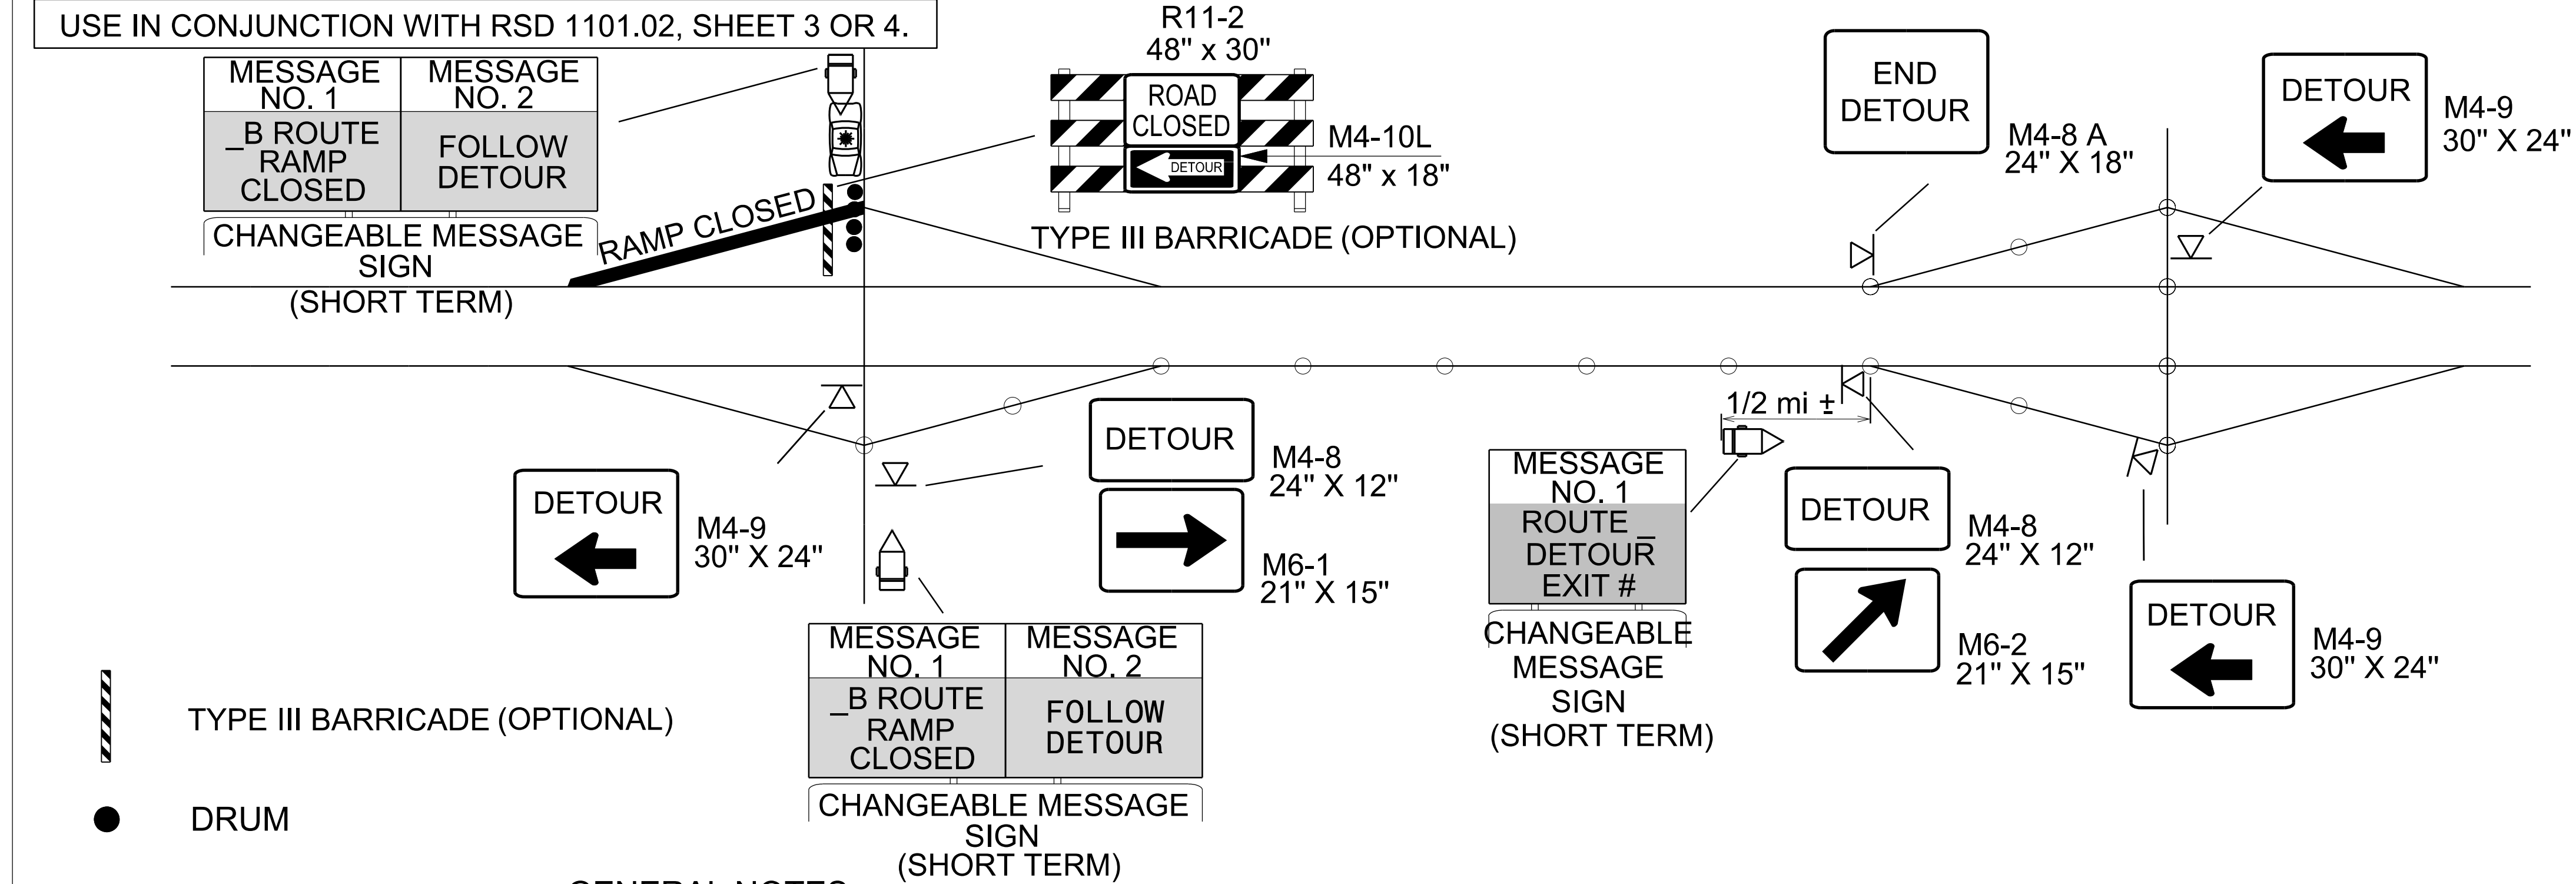 USE IN CONJUNCTION WITH RSD 1101.02, SHEET 3 OR 4.
MESSAGE
NO. 1
_B ROUTE
RAMP
CLOSED
MESSAGE
NO. 2
FOLLOW
DETOUR
CHANGEABLE MESSAGE
SIGN
(SHORT TERM)
RAMP CLOSED
R11-2
48" x 30"
ROAD
CLOSED
DETOUR
M4-10L
48" x 18"
TYPE III BARRICADE (OPTIONAL)
END
DETOUR
M4-8 A
24" X 18"
DETOUR
M4-9
30" X 24"
DETOUR
M4-9
30" X 24"
DETOUR
M4-8
24" X 12"
M6-1
21" X 15"
MESSAGE
NO. 1
_B ROUTE
RAMP
CLOSED
MESSAGE
NO. 2
FOLLOW
DETOUR
CHANGEABLE MESSAGE
SIGN
(SHORT TERM)
1/2 mi ±
MESSAGE
NO. 1
ROUTE _
DETOUR
EXIT #
CHANGEABLE
MESSAGE
SIGN
(SHORT TERM)
DETOUR
M4-8
24" X 12"
M6-2
21" X 15"
DETOUR
M4-9
30" X 24"
TYPE III BARRICADE (OPTIONAL)
DRUM
GENERAL NOTES